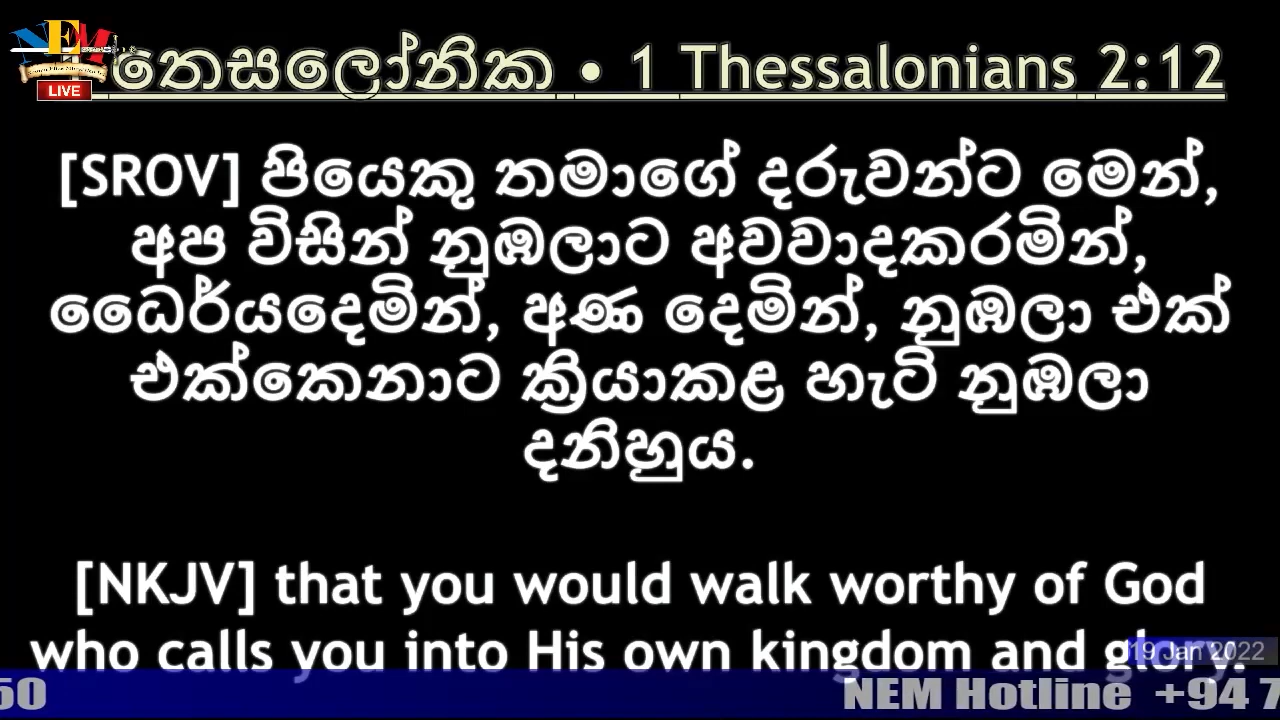 NEM
LIVE
තෙසලෝනික • 1 Thessalonians 2:12
[SROV] පියෙකු තමාගේ දරුවන්ට මෙන්,
අප විසින් නුඹලාට අවවාදකරමින්,
ධෛර්යදෙමින්, අණ දෙමින්, නුඹලා එක්
එක්කෙනාට ක්‍රියාකළ හැටි නුඹලා
දනිහුය.
[NKJV] that you would walk worthy of God
who calls you into His own kingdom and glory.
19 Jan 2022
50 NEM Hotline +94 7